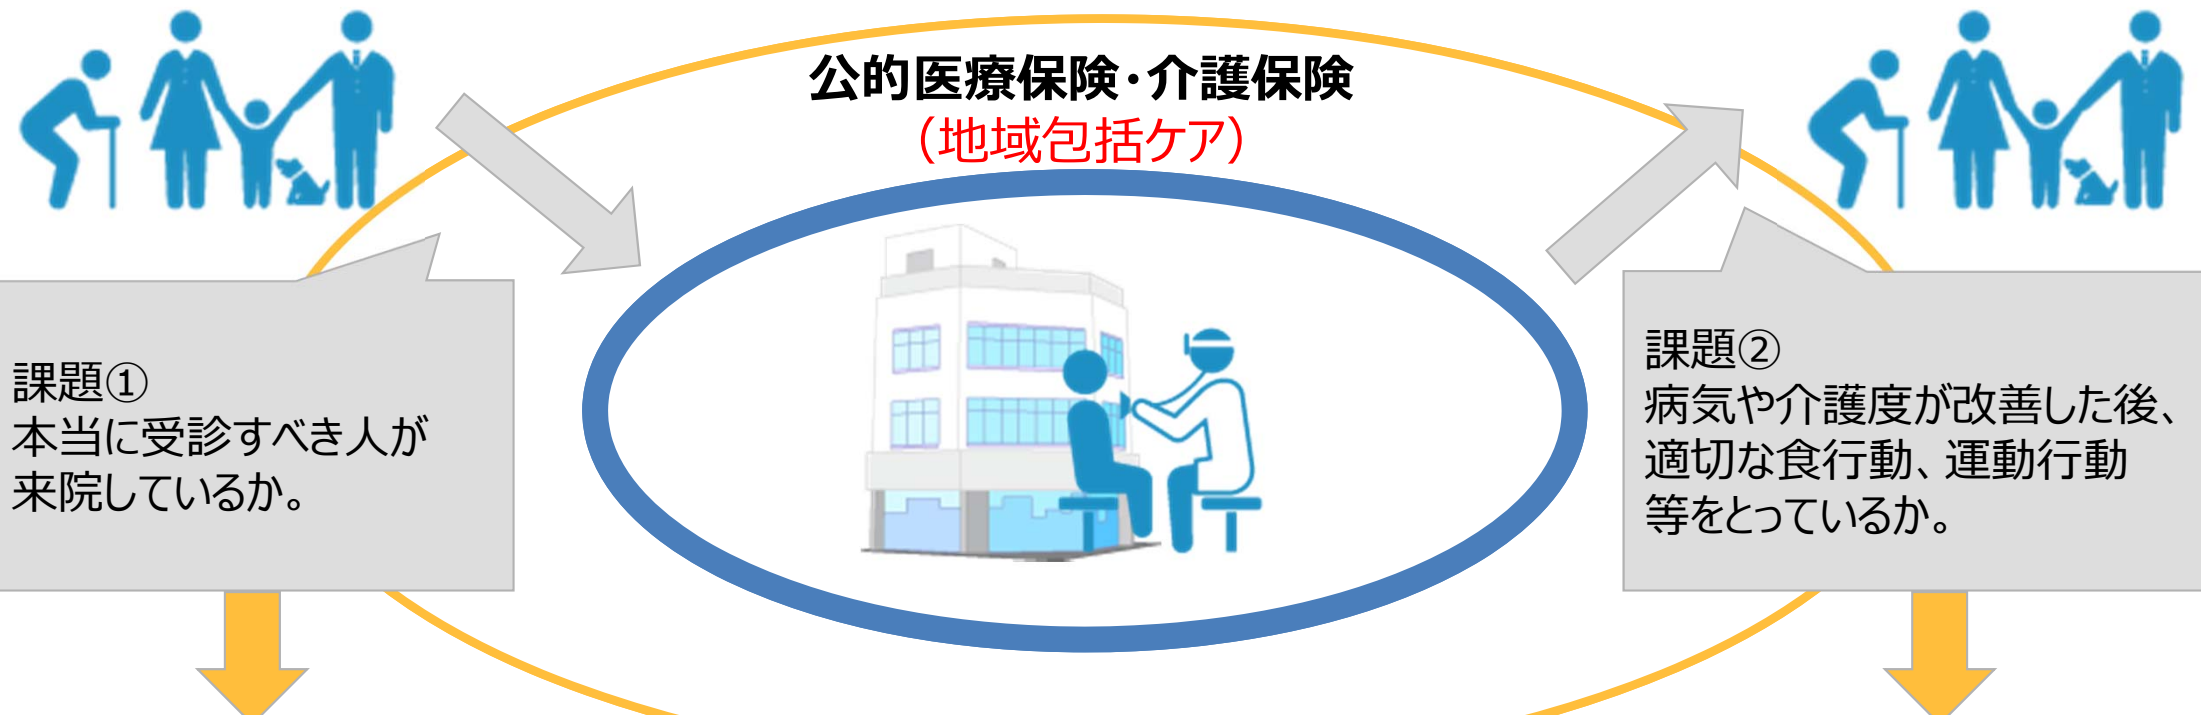 公的医療保険・介護保険
（地域包括ケア）
課題①
本当に受診すべき人が
来院しているか。
課題②
病気や介護度が改善した後、
適切な食行動、運動行動
等をとっているか。